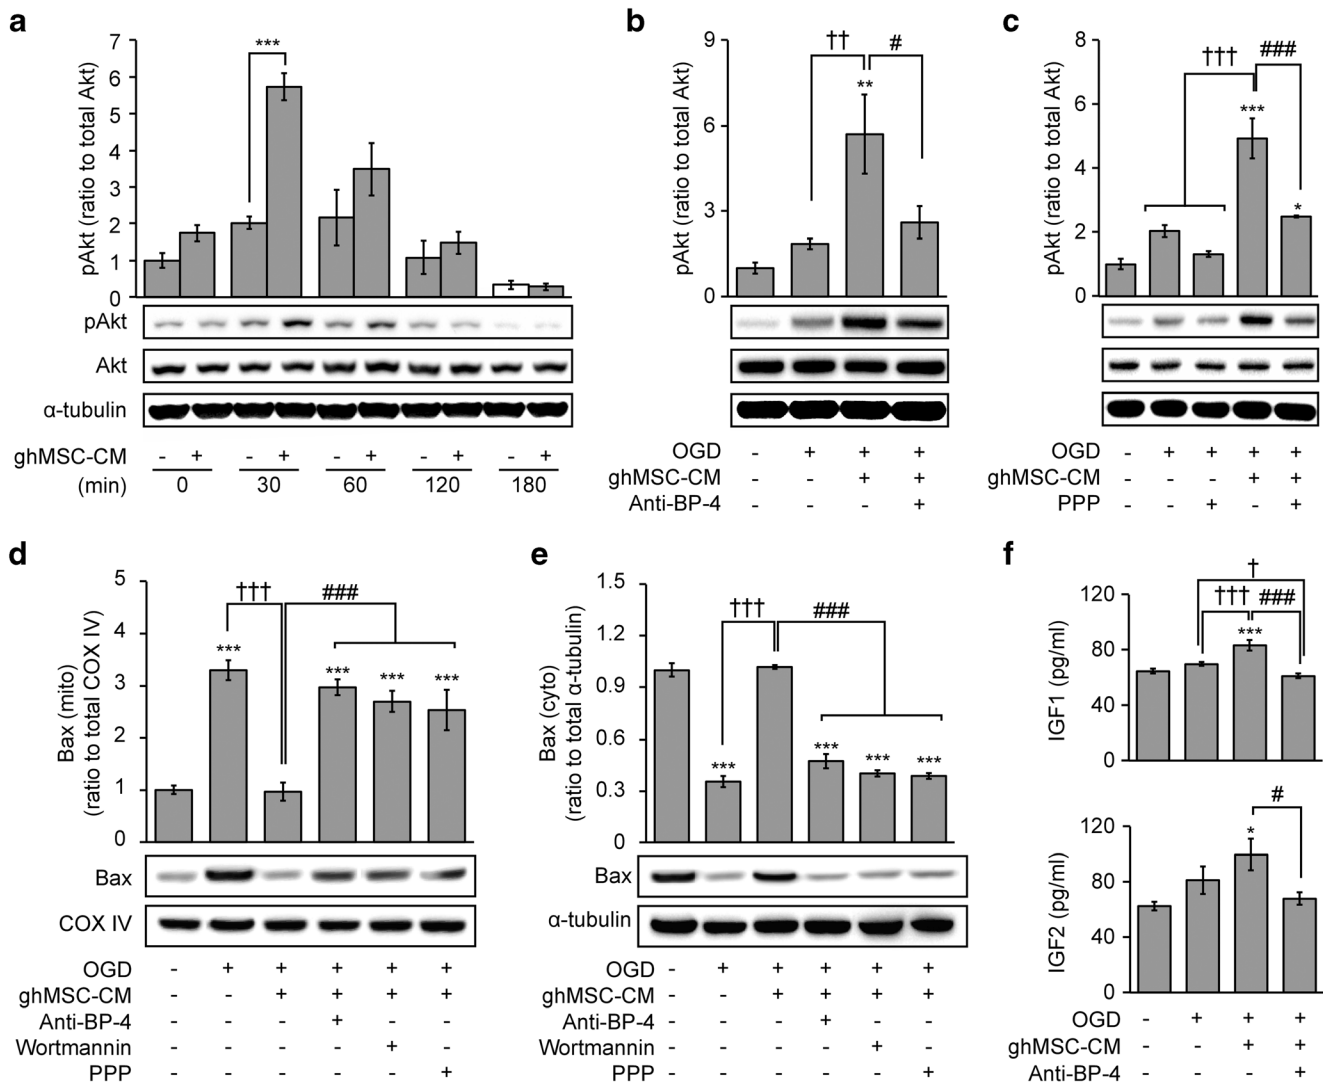 a
pAkt (ratio to total Akt)
7
6
5
4
3
2
1
0
***
pAkt
Akt
α-tubulin
ghMSC-CM - + - + - + - + - +
(min) 0 30 60 120 180
b
pAkt (ratio to total Akt)
9
6
3
0
†† #
**
OGD - + + +
ghMSC-CM - - + +
Anti-BP-4 - - - +
c
pAkt (ratio to total Akt)
8
6
4
2
0
††† ###
***
*
OGD - + + + +
ghMSC-CM - - - + +
PPP - - + - +
d
Bax (mito)
(ratio to total COX IV)
5
4
3
2
1
0
††† ###
*** *** *** ***
Bax
COX IV
OGD - + + + + +
ghMSC-CM - - + + + +
Anti-BP-4 - - - + - -
Wortmannin - - - - + -
PPP - - - - - +
e
Bax (cyto)
(ratio to total α-tubulin)
1.5
1.2
0.9
0.6
0.3
0
††† ###
*** *** *** ***
Bax
α-tubulin
OGD - + + + + +
ghMSC-CM - - + + + +
Anti-BP-4 - - - + - -
Wortmannin - - - - + -
PPP - - - - - +
f
IGF1 (pg/ml)
120
80
40
0
†
††† ###
***
IGF2 (pg/ml)
120
80
40
0
#
*
OGD - + + +
ghMSC-CM - - + +
Anti-BP-4 - - - +